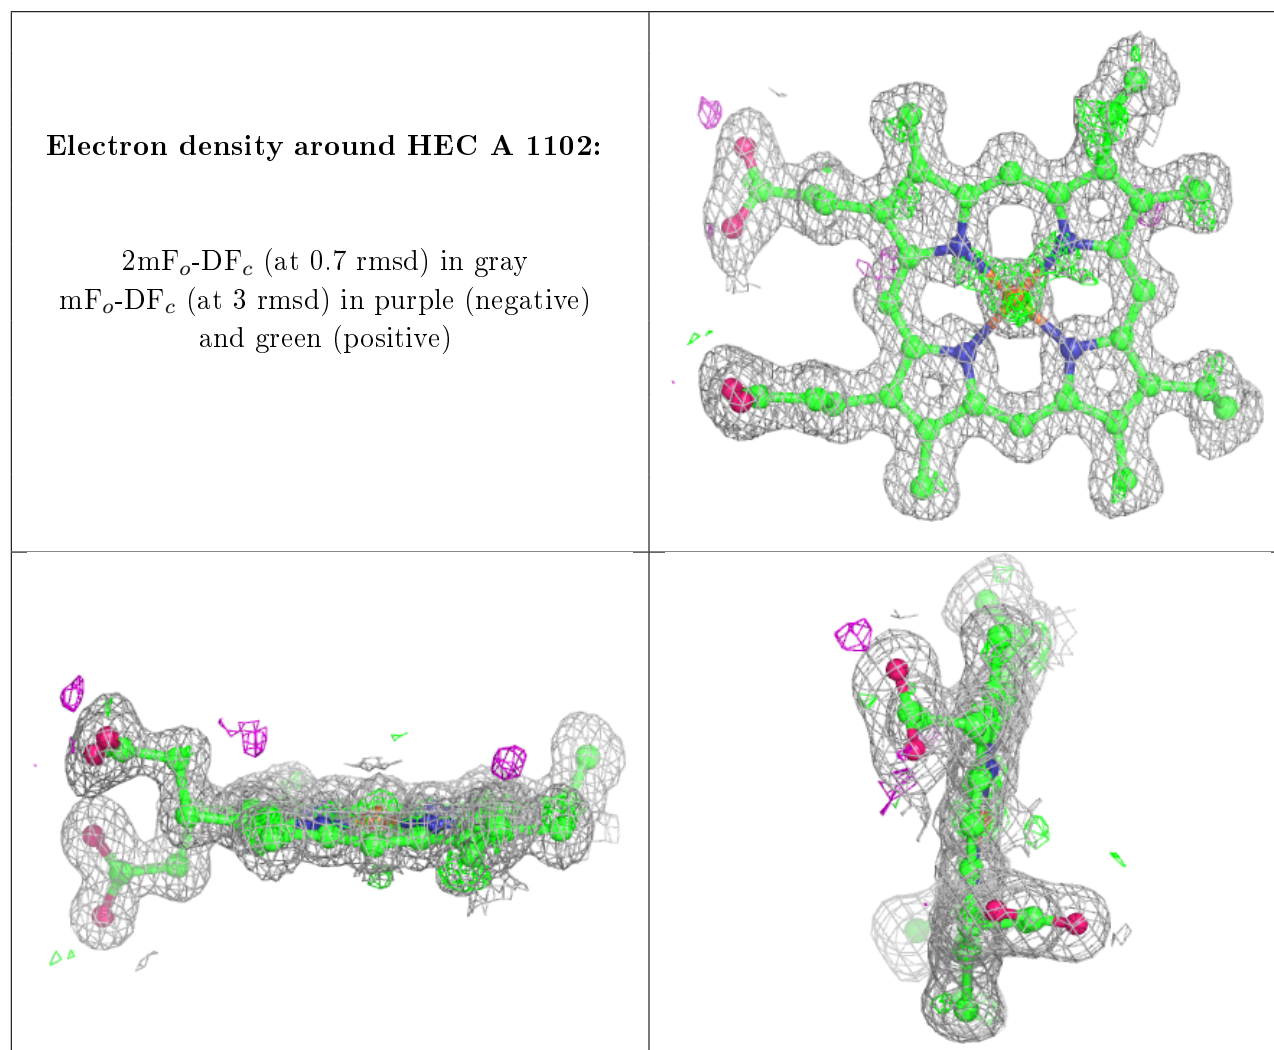 Electron density around HEC A 1102:
2mFo-DFc (at 0.7 rmsd) in gray
mFo-DFc (at 3 rmsd) in purple (negative)
and green (positive)